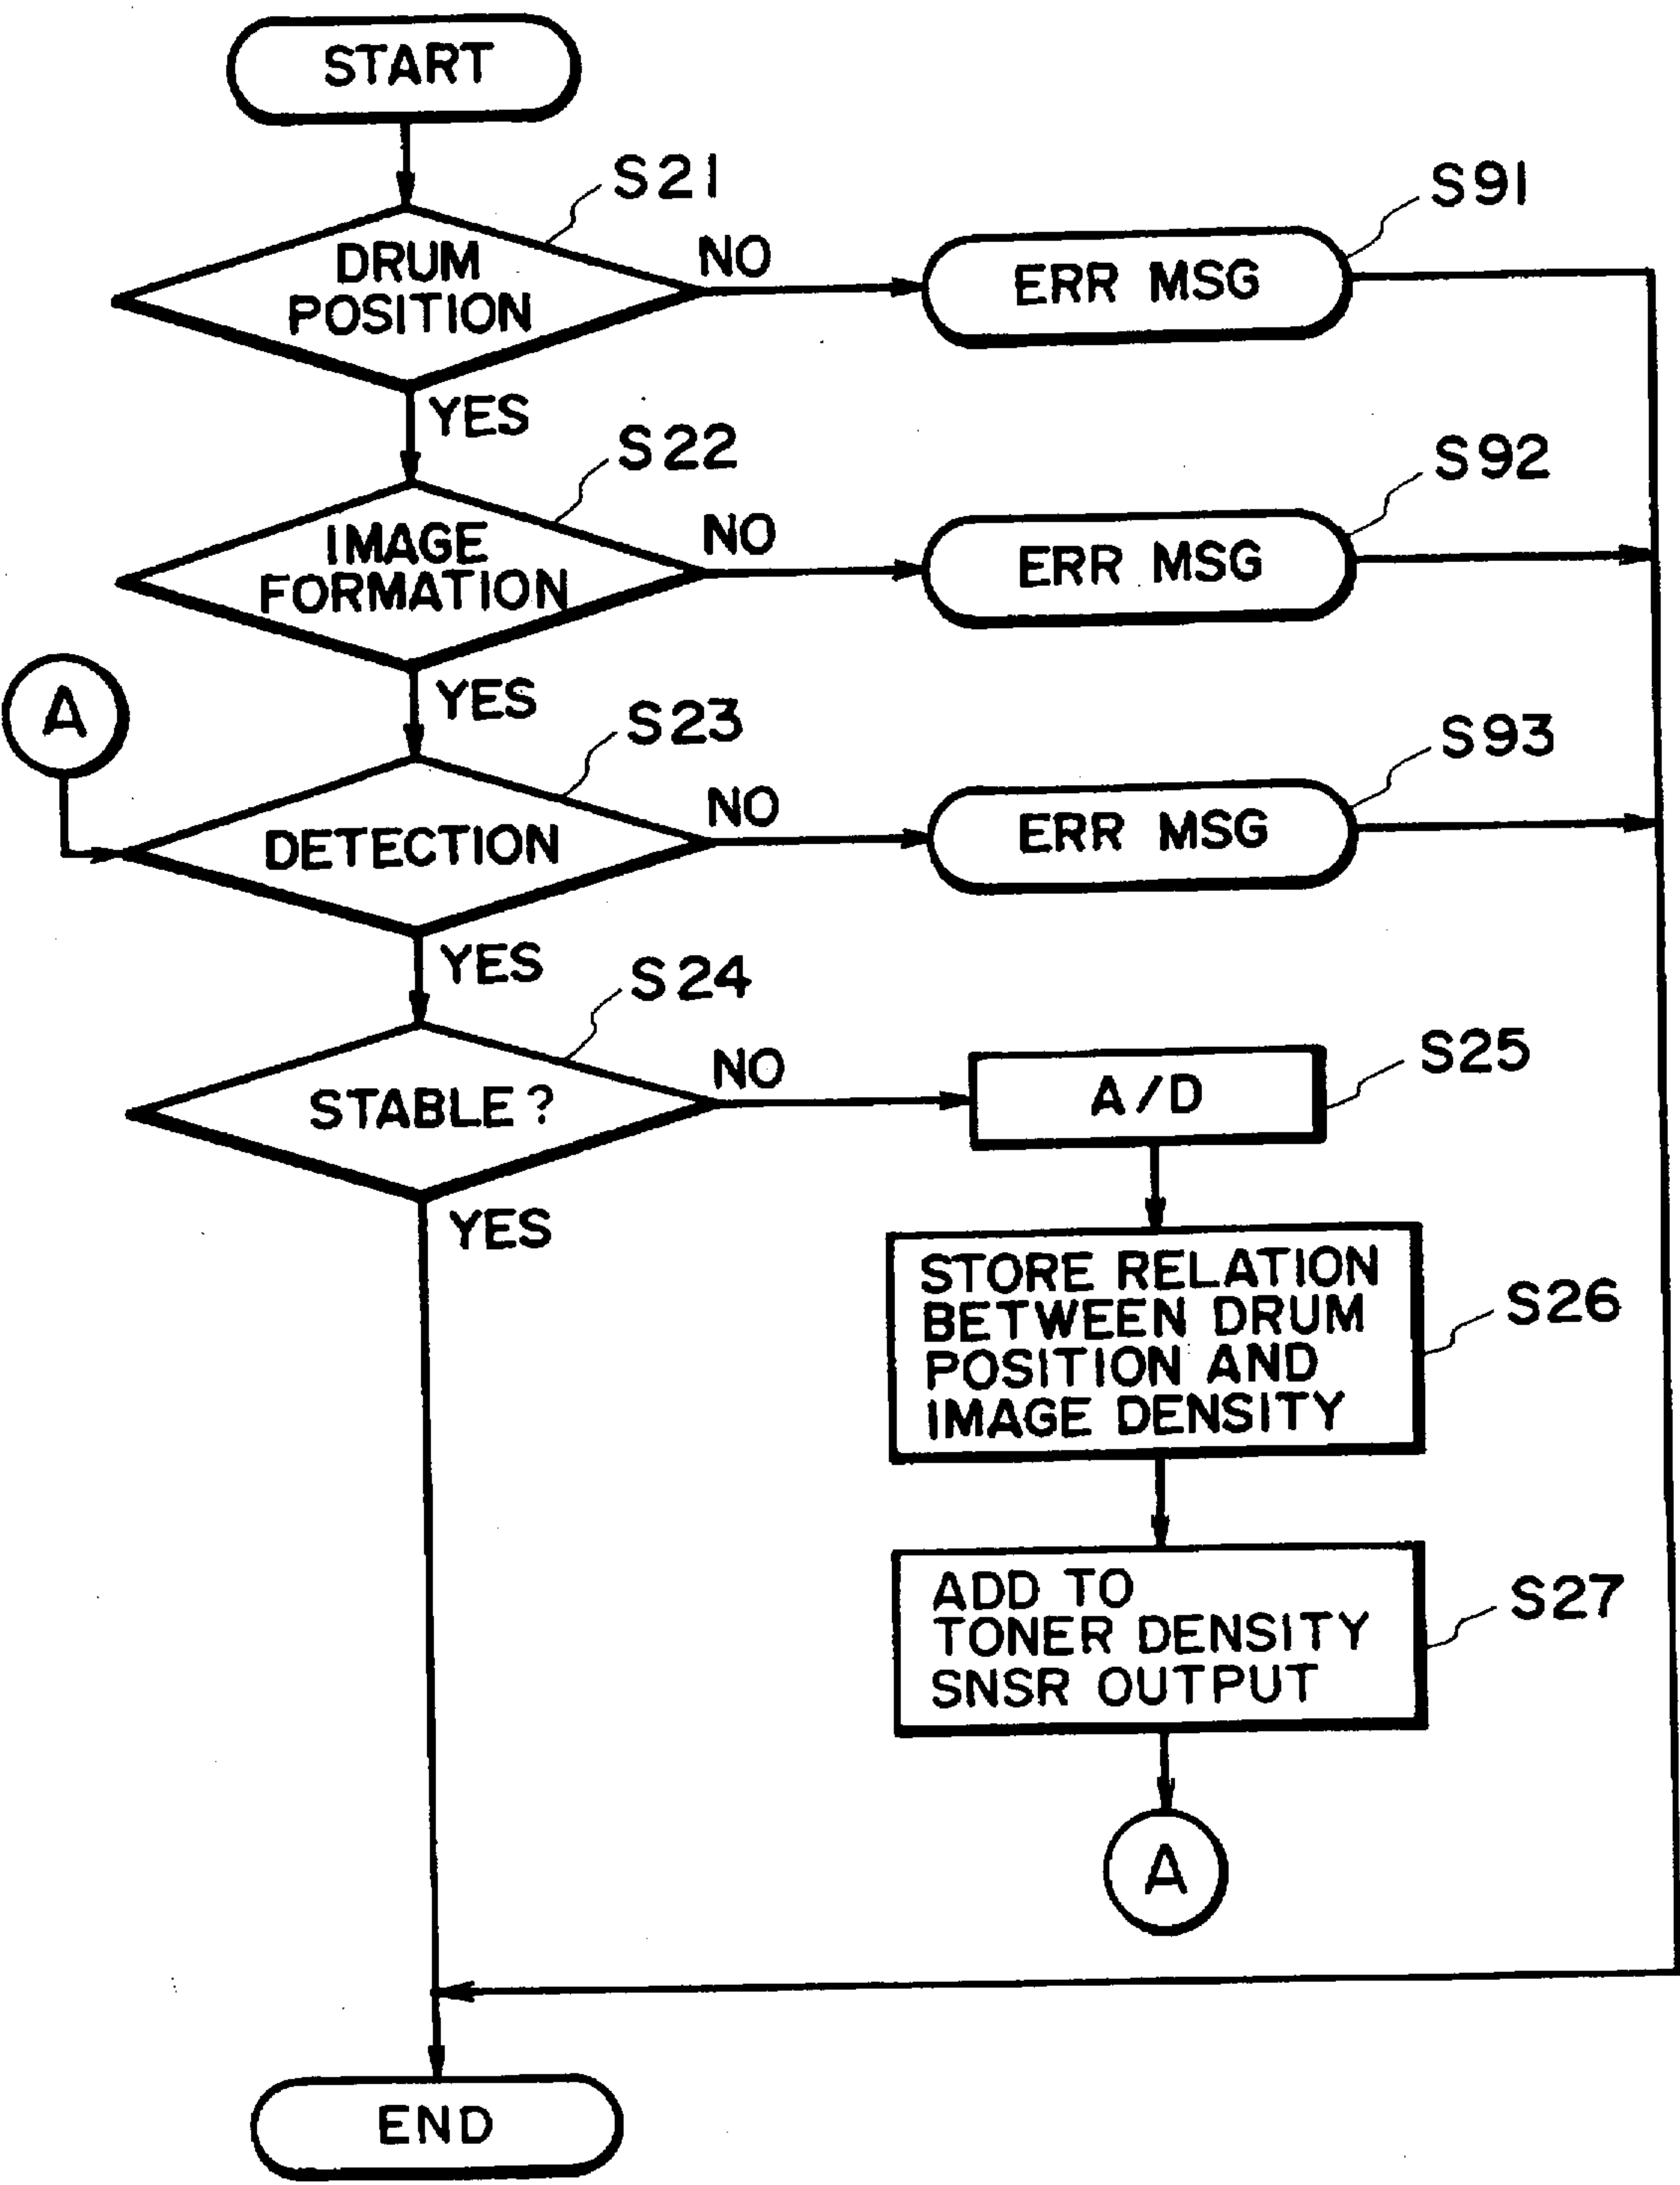 START
S21
DRUM
POSITION
NO
S91
ERR MSG
YES
S22
IMAGE
FORMATION
NO
S92
ERR MSG
A
YES
S23
DETECTION
NO
S93
ERR MSG
YES
S24
STABLE?
NO
A/D
S25
YES
STORE RELATION
BETWEEN DRUM
POSITION AND
IMAGE DENSITY
S26
ADD TO
TONER DENSITY
SNSR OUTPUT
S27
A
END